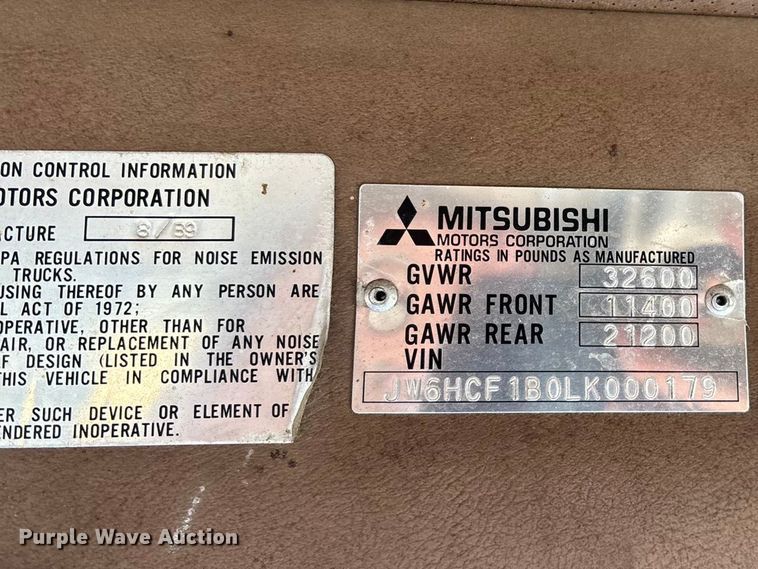 ON CONTROL INFORMATION
OTORS CORPORATION
ACTURE 8/89
PA REGULATIONS FOR NOISE EMISSION
TRUCKS.
USING THEREOF BY ANY PERSON ARE
L ACT OF 1972;
OPERATIVE, OTHER THAN FOR
AIR, OR REPLACEMENT OF ANY NOISE
F DESIGN (LISTED IN THE OWNER'S
THIS VEHICLE IN COMPLIANCE WITH
ER SUCH DEVICE OR ELEMENT OF
ENDERED INOPERATIVE.
MITSUBISHI
MOTORS CORPORATION
RATINGS IN POUNDS AS MANUFACTURED
GVWR 32600
GAWR FRONT 11400
GAWR REAR 21200
VIN
JW6HCF1B0LK000179
Purple Wave Auction